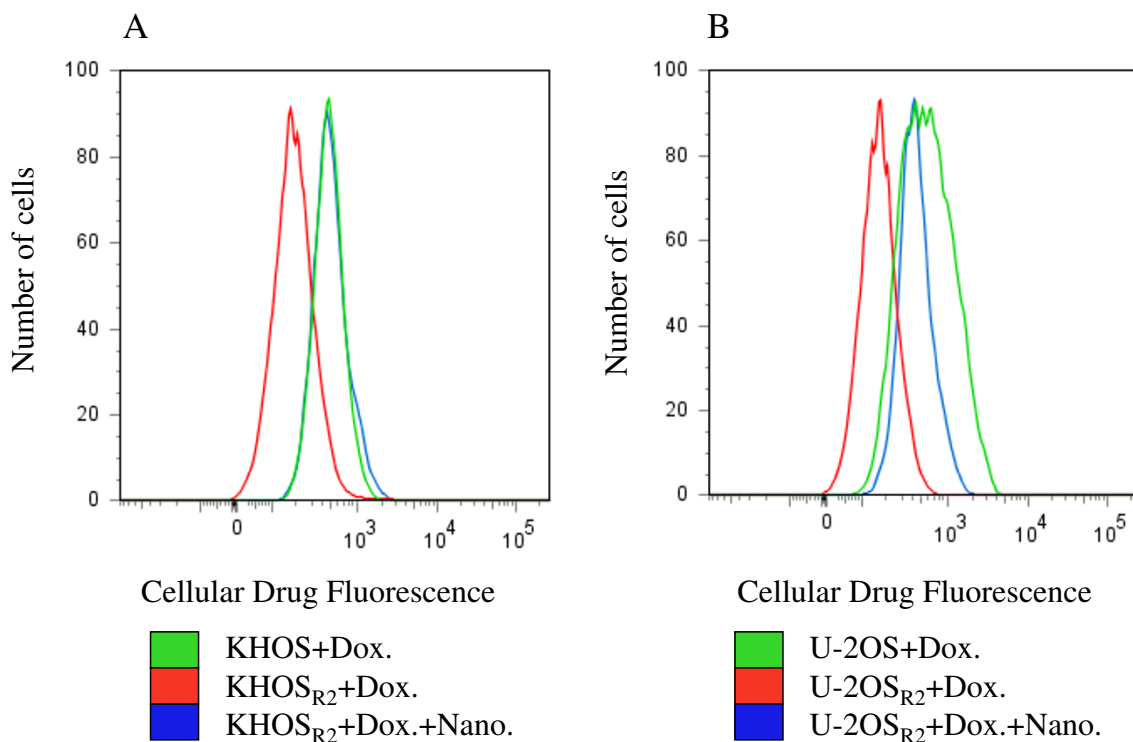 A
100
80
60
40
20
0
Number of cells
0
10³
10⁴
10⁵
Cellular Drug Fluorescence
KHOS+Dox.
KHOS_R2+Dox.
KHOS_R2+Dox.+Nano.
B
100
80
60
40
20
0
Number of cells
0
10³
10⁴
10⁵
Cellular Drug Fluorescence
U-2OS+Dox.
U-2OS_R2+Dox.
U-2OS_R2+Dox.+Nano.